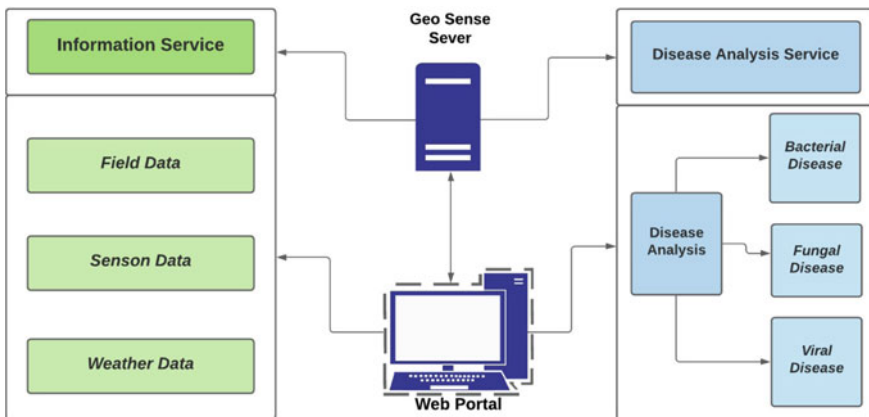 Information Service
Field Data
Senson Data
Weather Data
Geo Sense
Sever
Web Portal
Disease Analysis Service
Disease
Analysis
Bacterial
Disease
Fungal
Disease
Viral
Disease